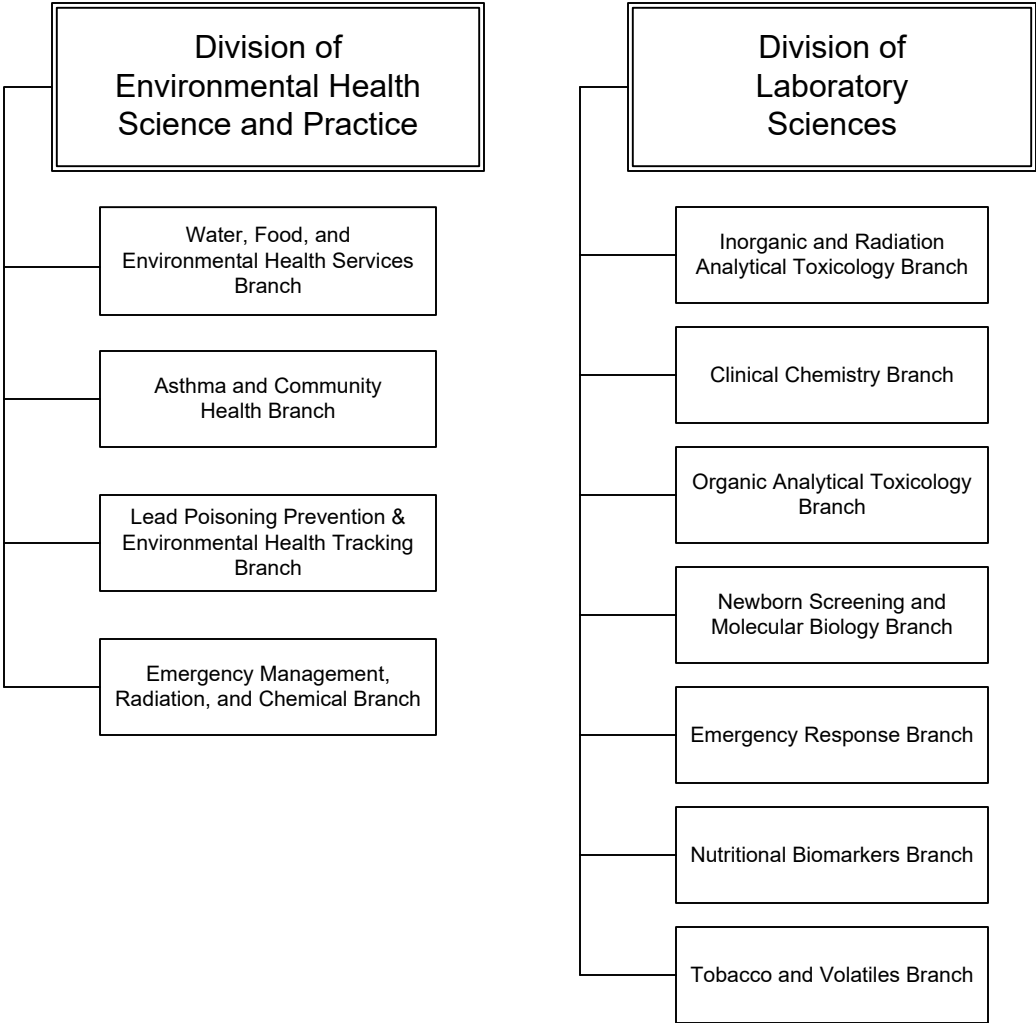 Division of
Environmental Health
Science and Practice
Water, Food, and
Environmental Health Services
Branch
Asthma and Community
Health Branch
Lead Poisoning Prevention &
Environmental Health Tracking
Branch
Emergency Management,
Radiation, and Chemical Branch
Division of
Laboratory
Sciences
Inorganic and Radiation
Analytical Toxicology Branch
Clinical Chemistry Branch
Organic Analytical Toxicology
Branch
Newborn Screening and
Molecular Biology Branch
Emergency Response Branch
Nutritional Biomarkers Branch
Tobacco and Volatiles Branch